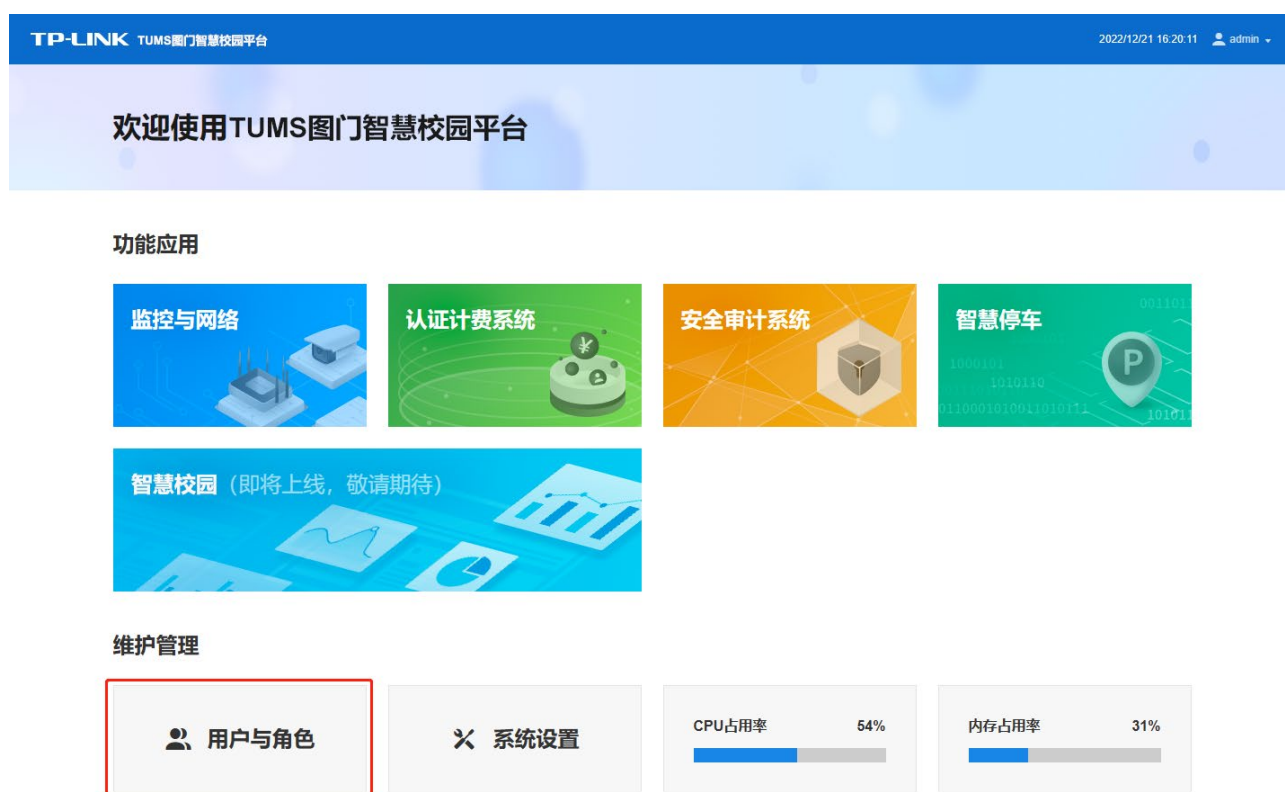 TP-LINK TUMS图门智慧校园平台
2022/12/21 16:20:11 admin
欢迎使用TUMS图门智慧校园平台
功能应用
监控与网络
认证计费系统
¥
安全审计系统
智慧停车
0011011
1000101
1010110
P
0110001010011010111
101011
智慧校园（即将上线，敬请期待）
维护管理
用户与角色
系统设置
CPU占用率 54%
内存占用率 31%